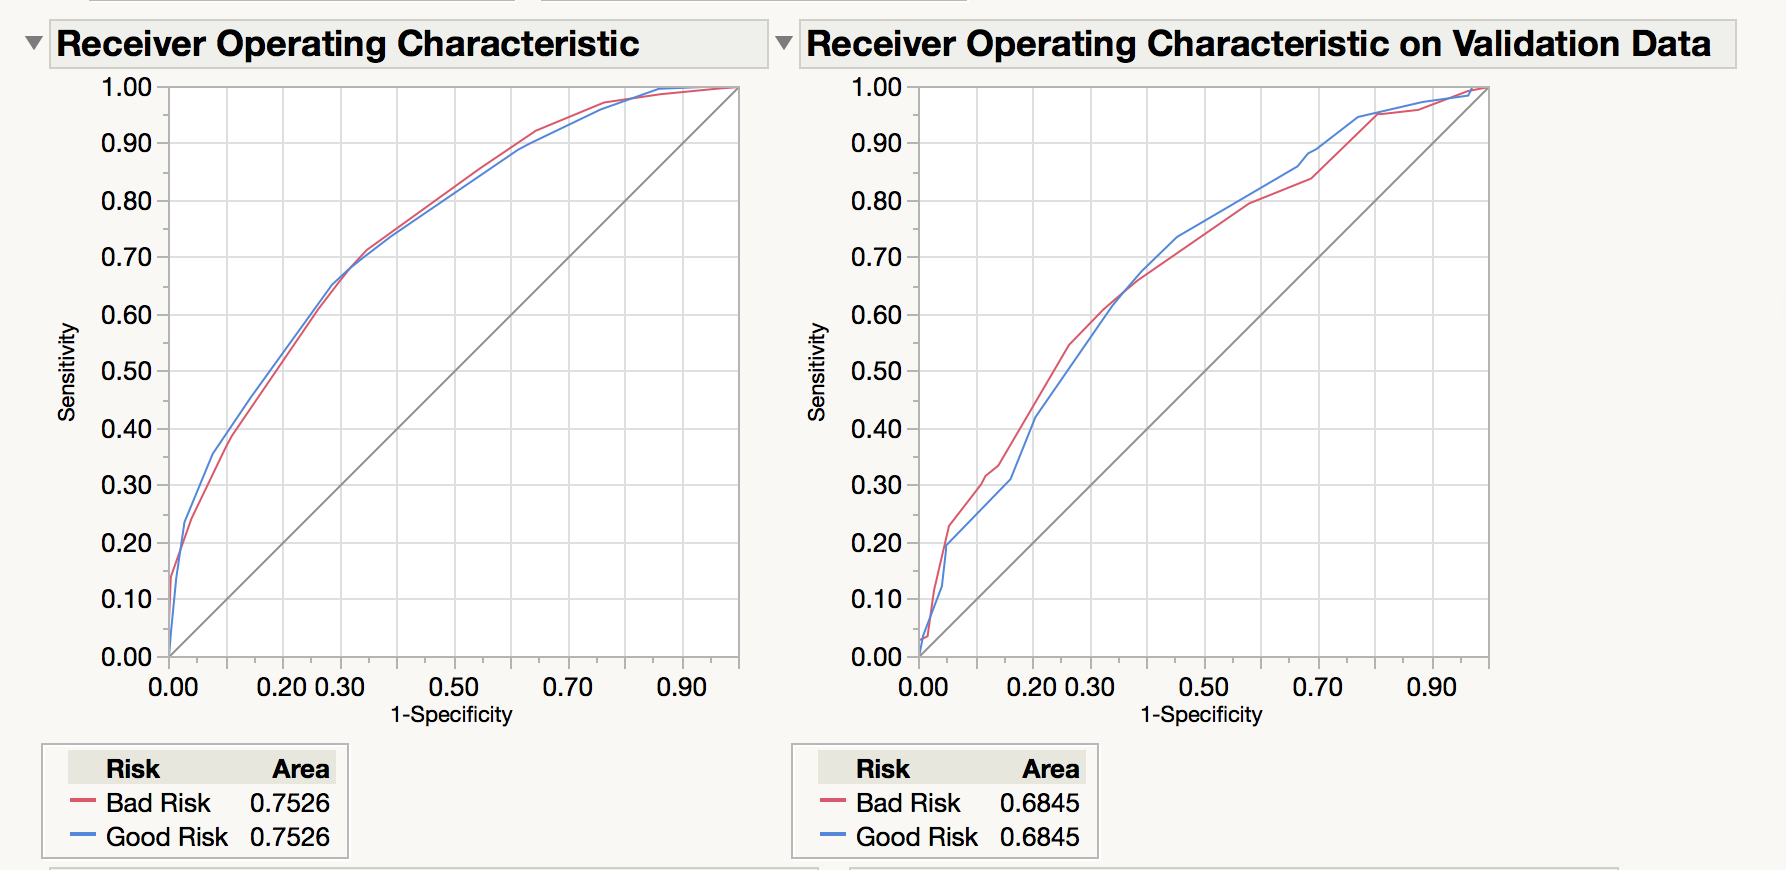 Receiver Operating Characteristic
1.00
0.90
0.80
0.70
0.60
0.50
0.40
0.30
0.20
0.10
0.00
Sensitivity
0.00 0.20 0.30 0.50 0.70 0.90
1-Specificity
Risk Area
Bad Risk 0.7526
Good Risk 0.7526
Receiver Operating Characteristic on Validation Data
1.00
0.90
0.80
0.70
0.60
0.50
0.40
0.30
0.20
0.10
0.00
Sensitivity
0.00 0.20 0.30 0.50 0.70 0.90
1-Specificity
Risk Area
Bad Risk 0.6845
Good Risk 0.6845